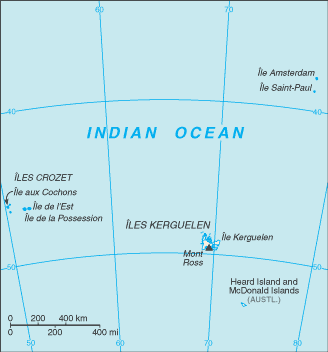 60
70
Île Amsterdam
Île Saint-Paul
40
40
INDIAN OCEAN
ÎLES CROZET
Île aux Cochons
Île de l'Est
Île de la Possession
ÎLES KERGUELEN
Île Kerguelen
Mont
Ross
50
50
Heard Island and
McDonald Islands
(AUSTL.)
0 200 400 km
0 200 400 mi
50
60
70
80